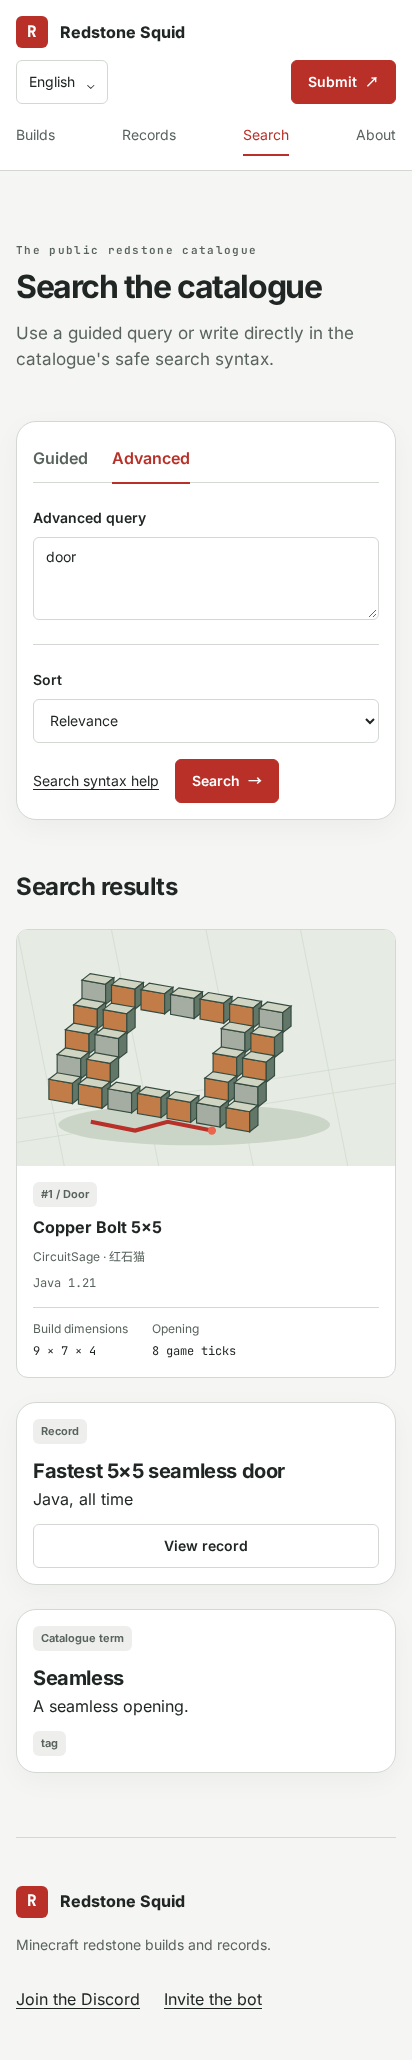 R Redstone Squid
English
Submit ↗
Builds Records Search About
The public redstone catalogue
Search the catalogue
Use a guided query or write directly in the
catalogue's safe search syntax.
Guided Advanced
Advanced query
door
Sort
Relevance
Search syntax help Search →
Search results
#1 / Door
Copper Bolt 5×5
CircuitSage · 红石猫
Java 1.21
Build dimensions Opening
9 × 7 × 4 8 game ticks
Record
Fastest 5×5 seamless door
Java, all time
View record
Catalogue term
Seamless
A seamless opening.
tag
R Redstone Squid
Minecraft redstone builds and records.
Join the Discord Invite the bot